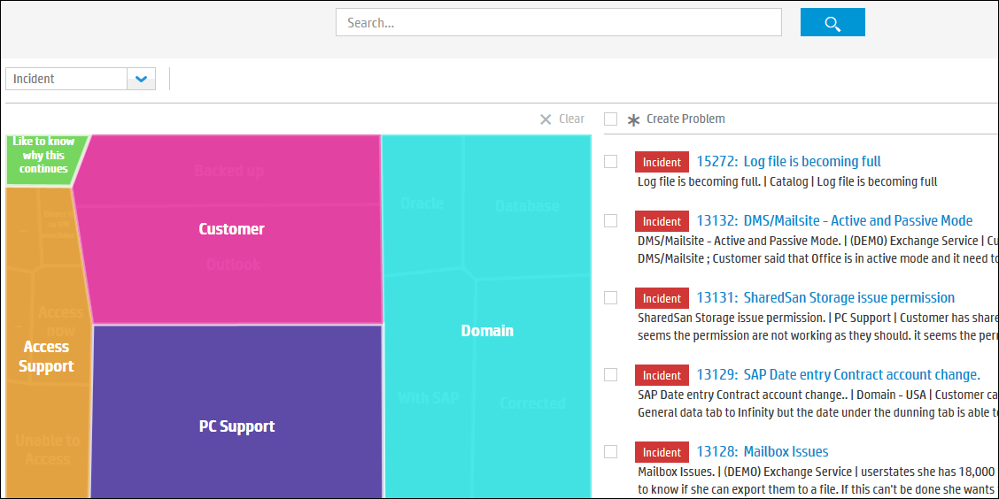 Search...
Incident
Clear
Create Problem
Like to know
why this
continues
Backed up
Customer
Outlook
Oracle
Database
Domain
With SAP
Corrected
Access
now
Access
Support
Unable to
Access
PC Support
Incident 15272: Log file is becoming full
Log file is becoming full. | Catalog | Log file is becoming full
Incident 13132: DMS/Mailsite - Active and Passive Mode
DMS/Mailsite - Active and Passive Mode. | (DEMO) Exchange Service | Cu
DMS/Mailsite ; Customer said that Office is in active mode and it need to
Incident 13131: SharedSan Storage issue permission
SharedSan Storage issue permission. | PC Support | Customer has share
seems the permission are not working as they should. it seems the perr
Incident 13129: SAP Date entry Contract account change.
SAP Date entry Contract account change.. | Domain - USA | Customer ca
General data tab to Infinity but the date under the dunning tab is able to
Incident 13128: Mailbox Issues
Mailbox Issues. | (DEMO) Exchange Service | userstates she has 18,000
to know if she can export them to a file. If this can't be done she wants